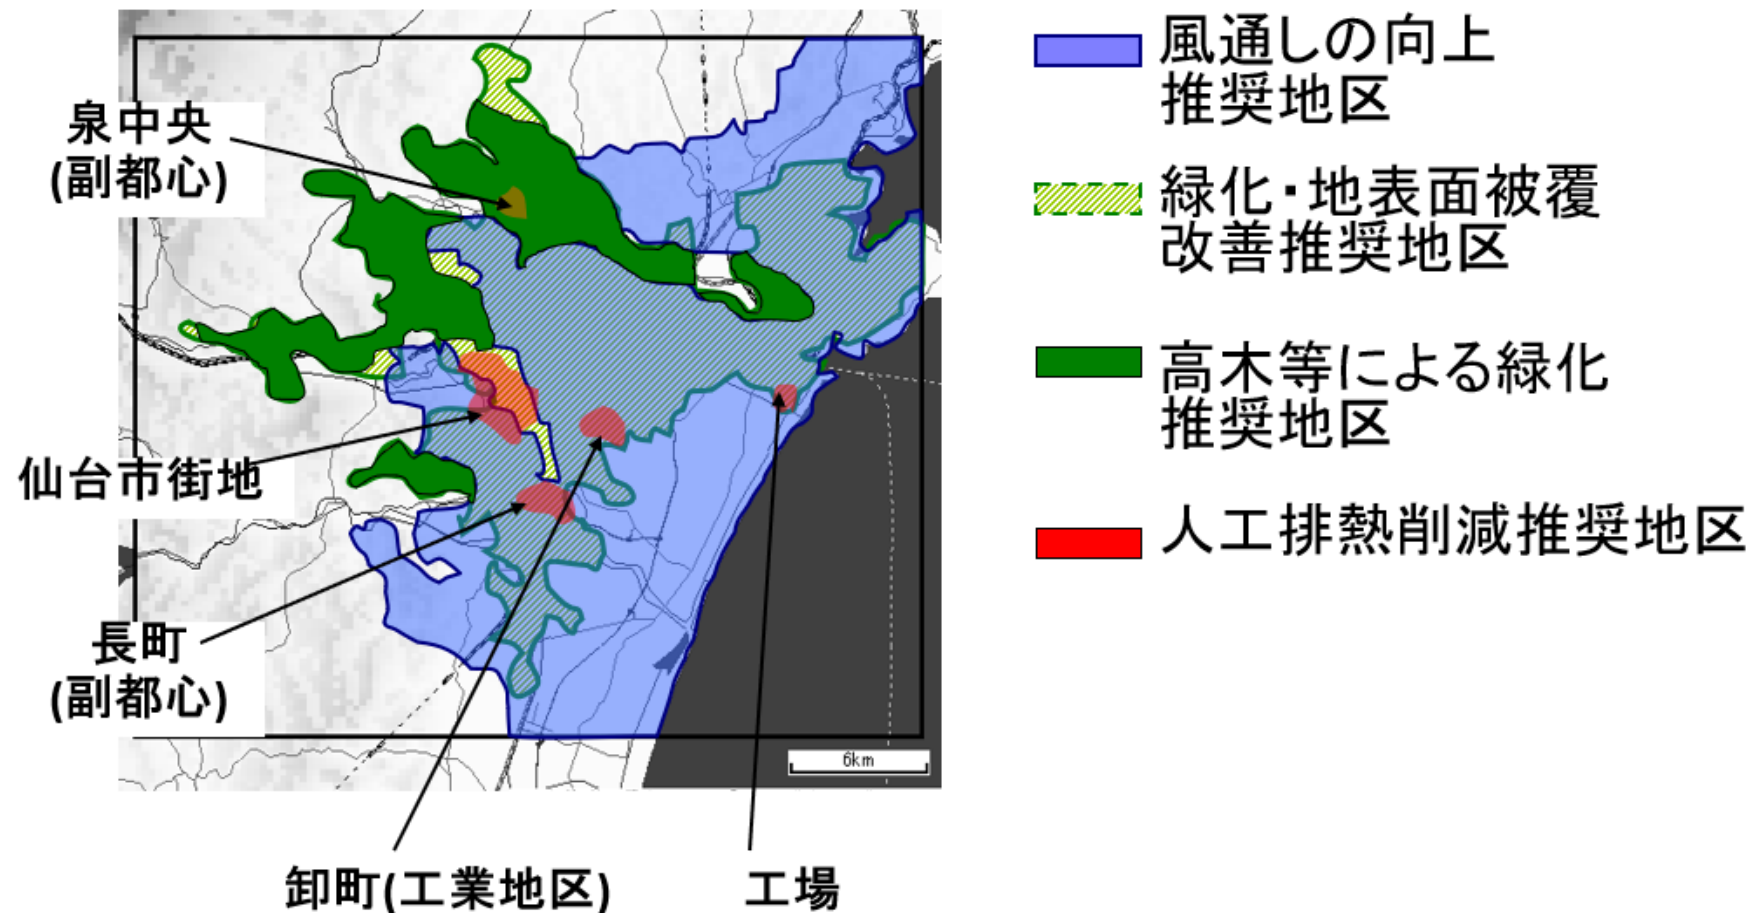 風通しの向上
推奨地区
泉中央
(副都心)
緑化・地表面被覆
改善推奨地区
高木等による緑化
推奨地区
仙台市街地
人工排熱削減推奨地区
長町
(副都心)
6km
卸町(工業地区)
工場